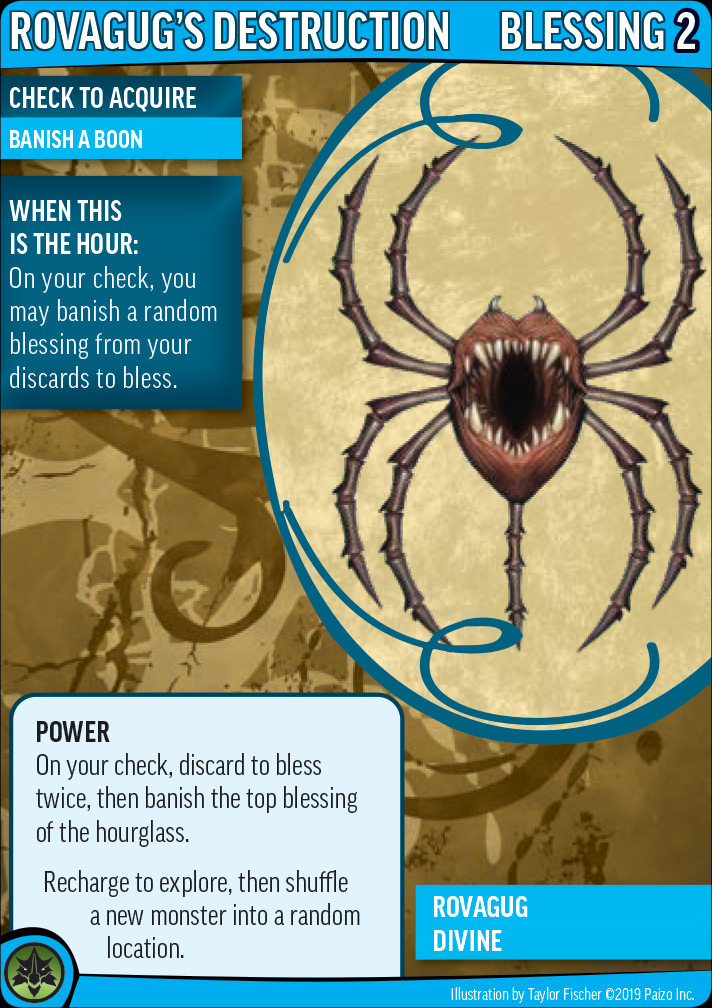 ROVAGUG'S DESTRUCTION BLESSING 2
CHECK TO ACQUIRE
BANISH A BOON
WHEN THIS
IS THE HOUR:
On your check, you
may banish a random
blessing from your
discards to bless.
POWER
On your check, discard to bless
twice, then banish the top blessing
of the hourglass.
Recharge to explore, then shuffle
a new monster into a random
location.
ROVAGUG
DIVINE
Illustration by Taylor Fischer ©2019 Paizo Inc.